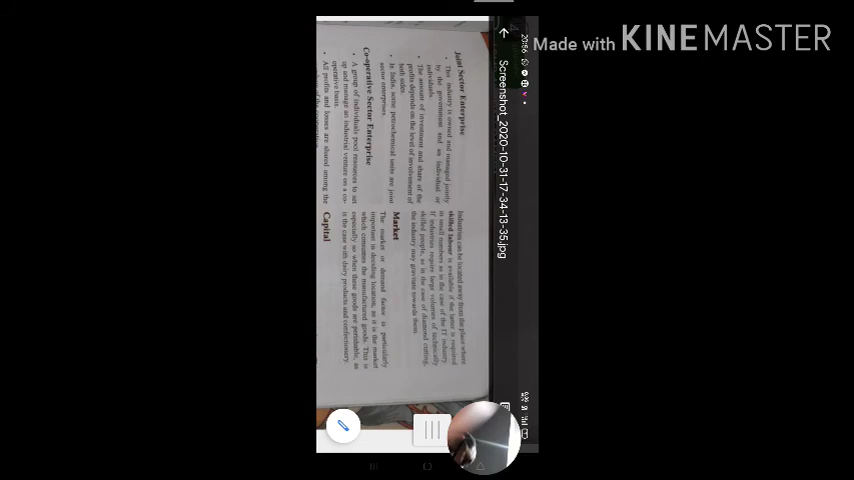 Made with KINEMASTER
20:56
Screenshot_2020-10-31-17-34-13-35.jpg
Joint Sector Enterprise
• This industry is owned and managed jointly
by the government and an individual or
individuals.
• The amount of investment and share of the
profits depends on the level of involvement of
both sides.
• In India, some petrochemical units are joint
sector enterprises.
Co-operative Sector Enterprise
• A group of individuals pool resources to set
up and manage an industrial venture on a co-
operative basis.
• All profits and losses are shared among the
Industries can be located away from the place where
skilled labour is available if the latter is required
in small numbers as in the case of the IT industry.
If industries require large volumes of technically
skilled people, as in the case of diamond cutting,
the industry may gravitate towards them.
Market
The market or demand factor is particularly
important in deciding location, as it is the market
which consumes the manufactured goods. This is
especially so when these goods are perishable, as
is the case with dairy products and confectionery.
Capital